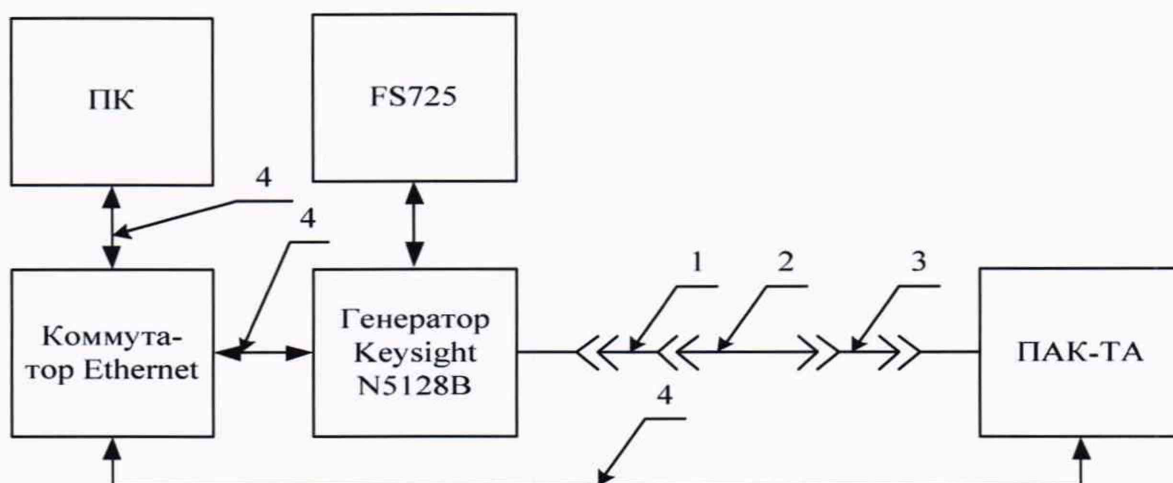 ПК
FS725
4
4
1
2
3
Коммута-
тор Ethernet
Генератор
Keysight
N5128B
ПАК-ТА
4